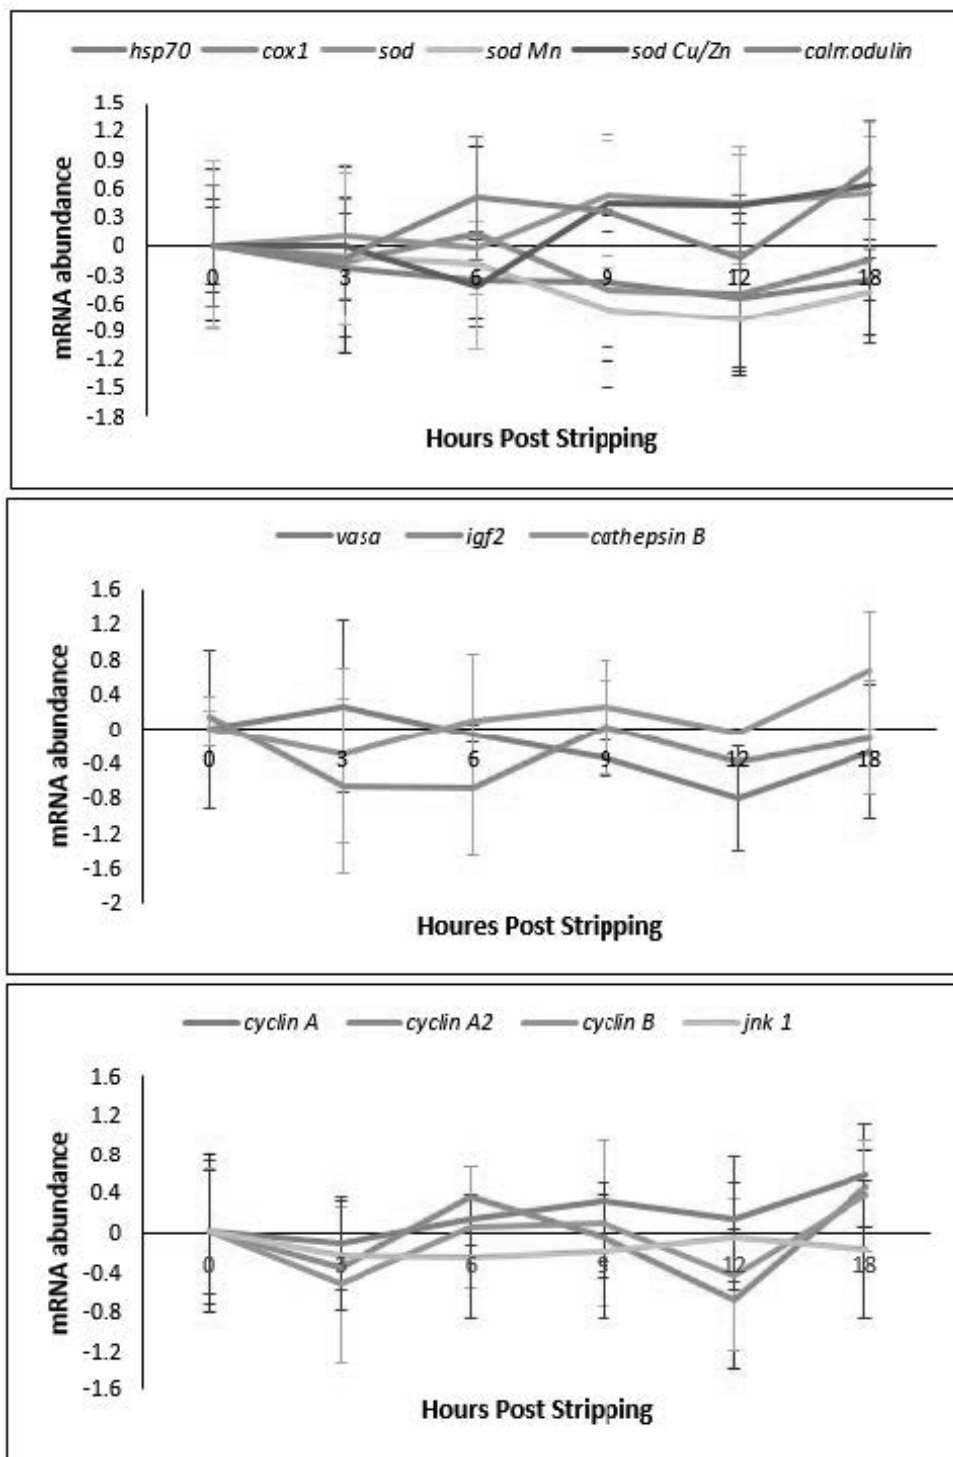 hsp70 cox1 sod sod Mn sod Cu/Zn calmodulin
mRNA abundance
1.5
1.2
0.9
0.6
0.3
0
-0.3
-0.6
-0.9
-1.2
-1.5
-1.8
0 3 6 9 12 18
Hours Post Stripping
vasa igf2 cathepsin B
mRNA abundance
1.6
1.2
0.8
0.4
0
-0.4
-0.8
-1.2
-1.6
-2
0 3 6 9 12 18
Houres Post Stripping
cyclin A cyclin A2 cyclin B jnk 1
mRNA abundance
1.6
1.2
0.8
0.4
0
-0.4
-0.8
-1.2
-1.6
0 3 6 9 12 18
Hours Post Stripping